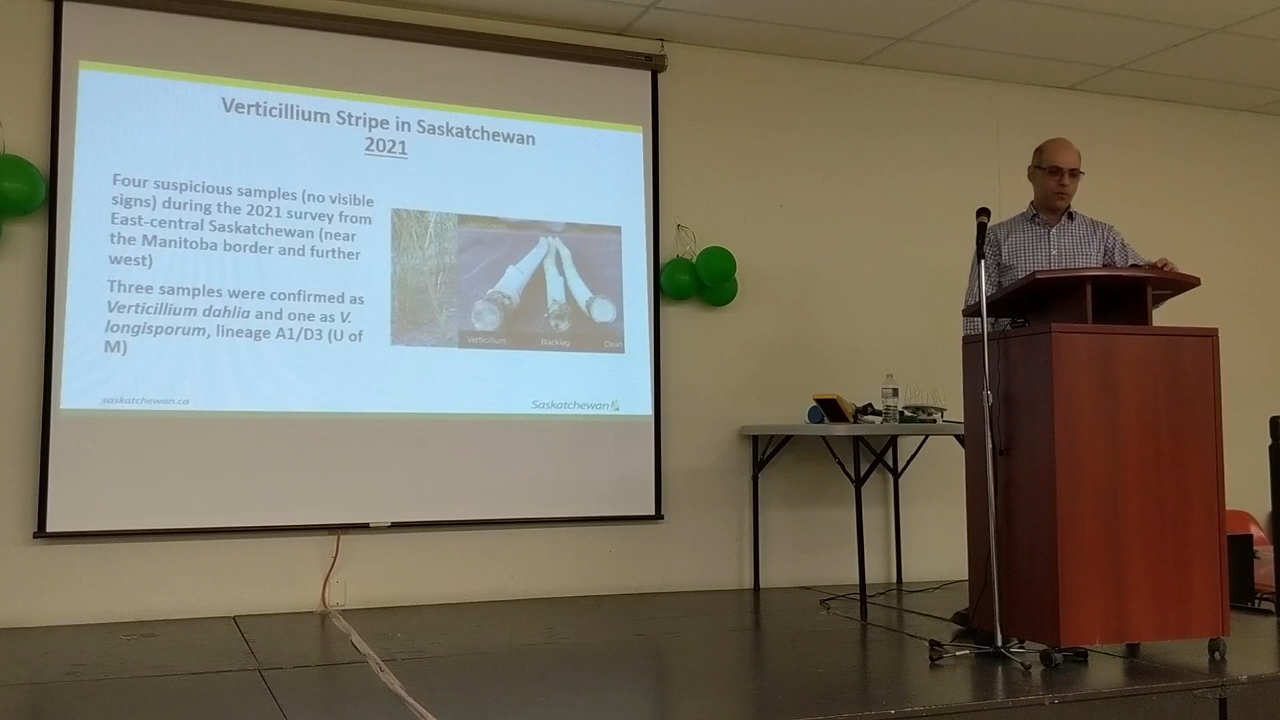 Verticillium Stripe in Saskatchewan
2021
Four suspicious samples (no visible
signs) during the 2021 survey from
East-central Saskatchewan (near
the Manitoba border and further
west)
Three samples were confirmed as
Verticillium dahlia and one as V.
longisporum, lineage A1/D3 (U of
M)
Verticillium Blackleg Clean
saskatchewan.ca
Saskatchewan